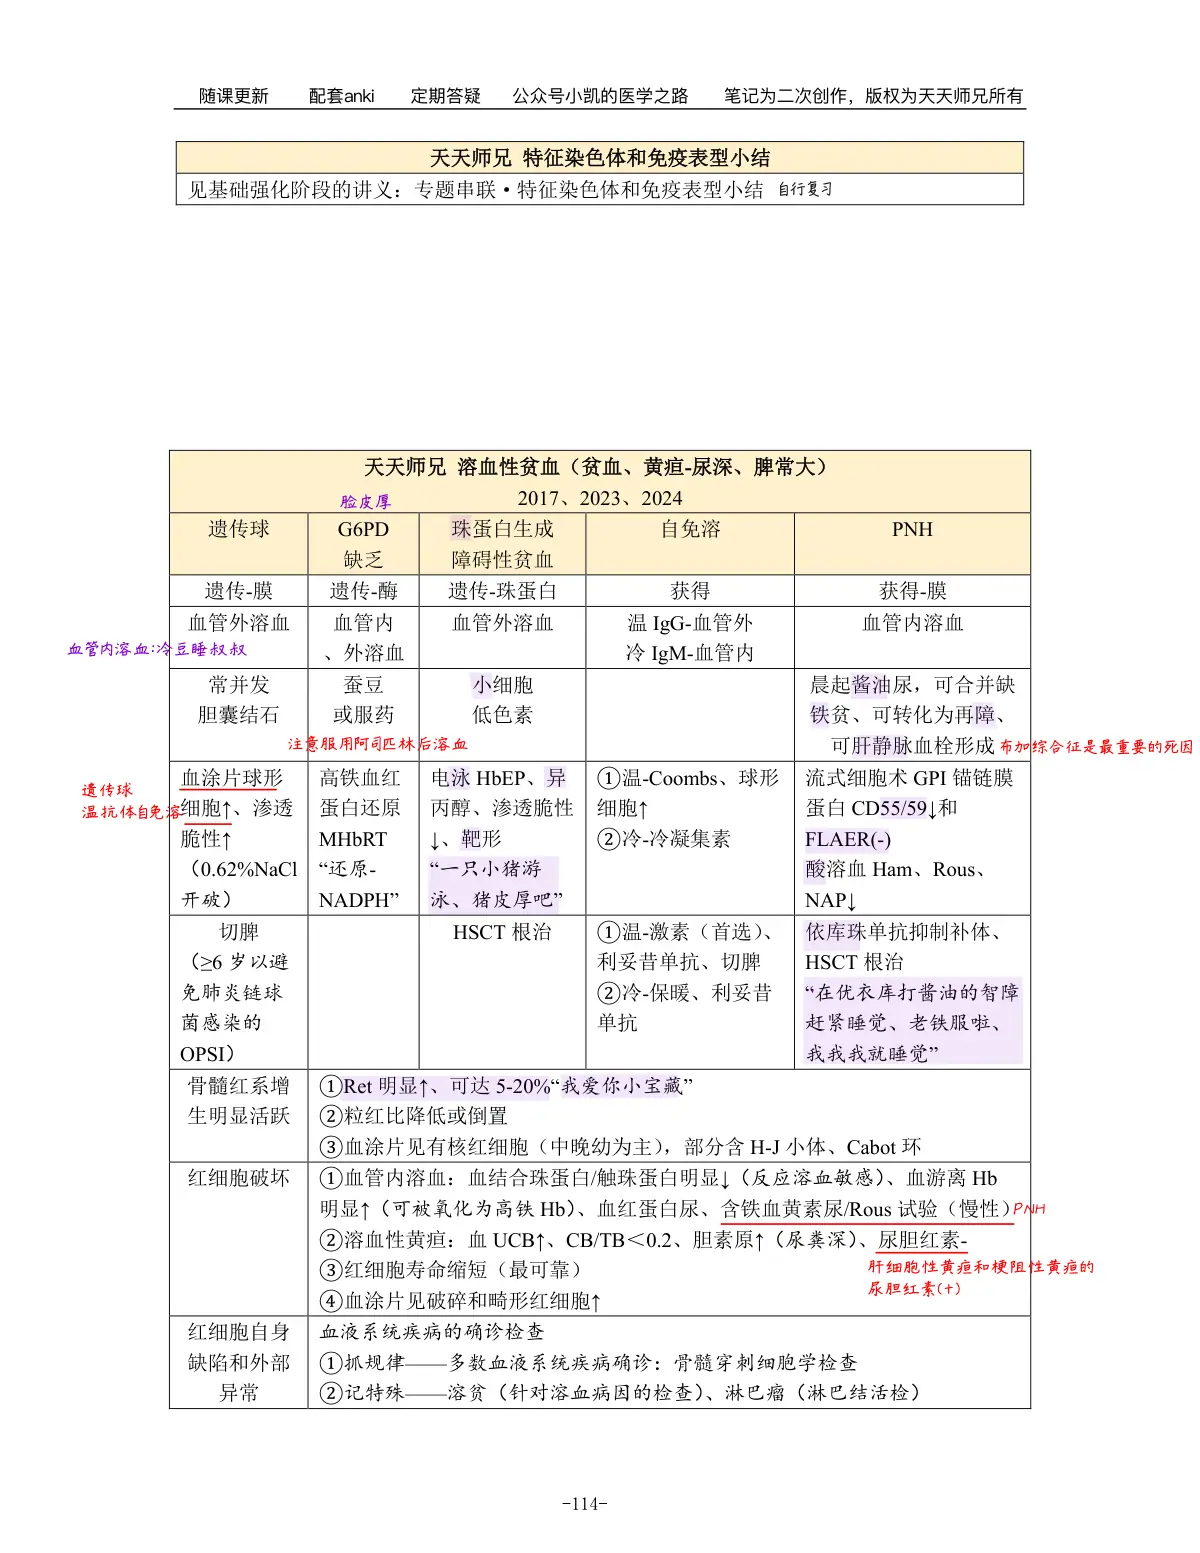 随课更新 配套anki 定期答疑 公众号小凯的医学之路 笔记为二次创作，版权为天天师兄所有
天天师兄 特征染色体和免疫表型小结
见基础强化阶段的讲义：专题串联·特征染色体和免疫表型小结 自行复习
天天师兄 溶血性贫血（贫血、黄疸-尿深、脾常大）
2017、2023、2024
脸皮厚
遗传球
G6PD
缺乏
珠蛋白生成
障碍性贫血
自免溶
PNH
遗传-膜
遗传-酶
遗传-珠蛋白
获得
获得-膜
血管外溶血
血管内
、外溶血
血管外溶血
温 IgG-血管外
冷 IgM-血管内
血管内溶血
血管内溶血:冷豆睡叔叔
常并发
胆囊结石
蚕豆
或服药
小细胞
低色素
晨起酱油尿，可合并缺
铁贫、可转化为再障、
可肝静脉血栓形成
注意服用阿司匹林后溶血
布加综合征是最重要的死因
遗传球
温抗体自免溶
血涂片球形
细胞↑、渗透
脆性↑
（0.62%NaCl
开破）
高铁血红
蛋白还原
MHbRT
“还原-
NADPH”
电泳 HbEP、异
丙醇、渗透脆性
↓、靶形
“一只小猪游
泳、猪皮厚吧”
①温-Coombs、球形
细胞↑
②冷-冷凝集素
流式细胞术 GPI 锚链膜
蛋白 CD55/59↓和
FLAER(-)
酸溶血 Ham、Rous、
NAP↓
切脾
（≥6 岁以避
免肺炎链球
菌感染的
OPSI）
HSCT 根治
①温-激素（首选）、
利妥昔单抗、切脾
②冷-保暖、利妥昔
单抗
依库珠单抗抑制补体、
HSCT 根治
“在优衣库打酱油的智障
赶紧睡觉、老铁服啦、
我我我就睡觉”
骨髓红系增
生明显活跃
①Ret 明显↑、可达 5-20%“我爱你小宝藏”
②粒红比降低或倒置
③血涂片见有核红细胞（中晚幼为主），部分含 H-J 小体、Cabot 环
红细胞破坏
①血管内溶血：血结合珠蛋白/触珠蛋白明显↓（反应溶血敏感）、血游离 Hb
明显↑（可被氧化为高铁 Hb）、血红蛋白尿、含铁血黄素尿/Rous 试验（慢性） PNH
②溶血性黄疸：血 UCB↑、CB/TB＜0.2、胆素原↑（尿粪深）、尿胆红素-
③红细胞寿命缩短（最可靠）
肝细胞性黄疸和梗阻性黄疸的
尿胆红素(+)
④血涂片见破碎和畸形红细胞↑
红细胞自身
缺陷和外部
异常
血液系统疾病的确诊检查
①抓规律——多数血液系统疾病确诊：骨髓穿刺细胞学检查
②记特殊——溶贫（针对溶血病因的检查）、淋巴瘤（淋巴结活检）
-114-